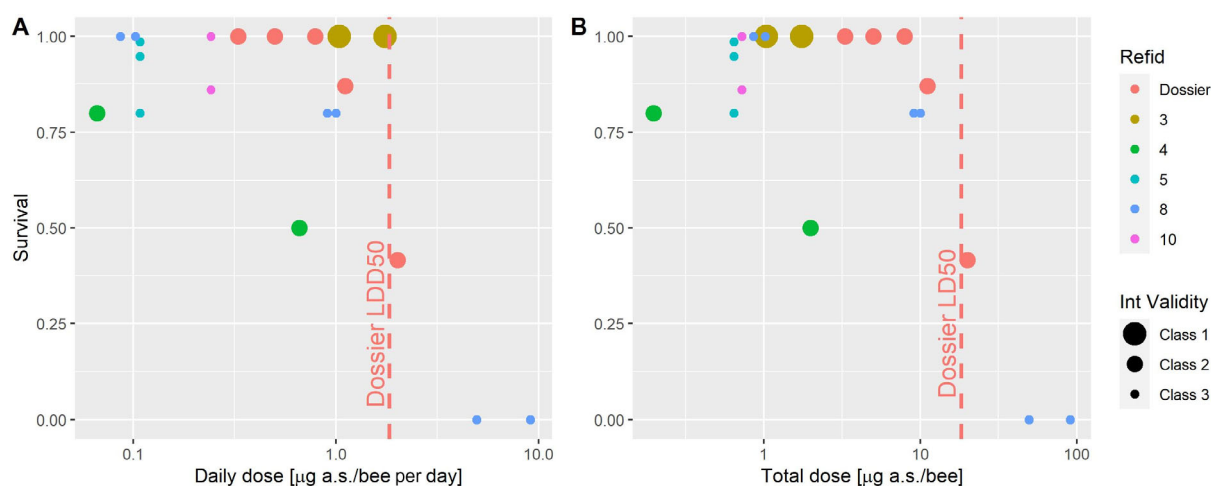 A
Survival
1.00
0.75
0.50
0.25
0.00
Dossier LDD50
0.1
1.0
10.0
Daily dose [μg a.s./bee per day]
B
1.00
0.75
0.50
0.25
0.00
Dossier LD50
1
10
100
Total dose [μg a.s./bee]
Refid
Dossier
3
4
5
8
10
Int Validity
Class 1
Class 2
Class 3